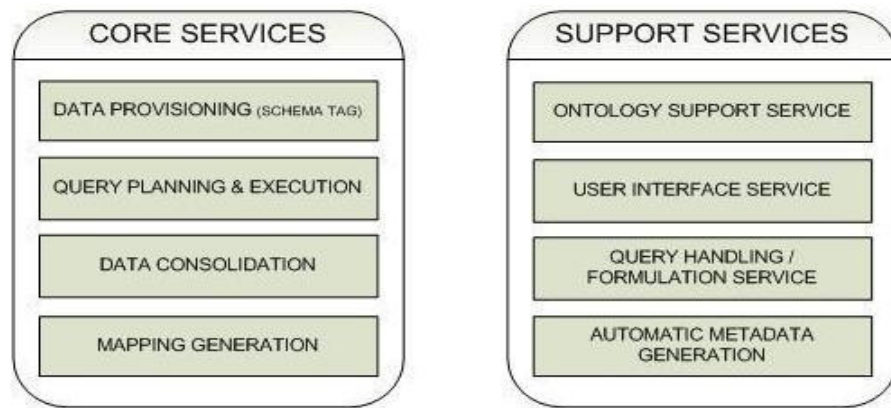 CORE SERVICES
DATA PROVISIONING (SCHEMA TAG)
QUERY PLANNING & EXECUTION
DATA CONSOLIDATION
MAPPING GENERATION
SUPPORT SERVICES
ONTOLOGY SUPPORT SERVICE
USER INTERFACE SERVICE
QUERY HANDLING /
FORMULATION SERVICE
AUTOMATIC METADATA
GENERATION